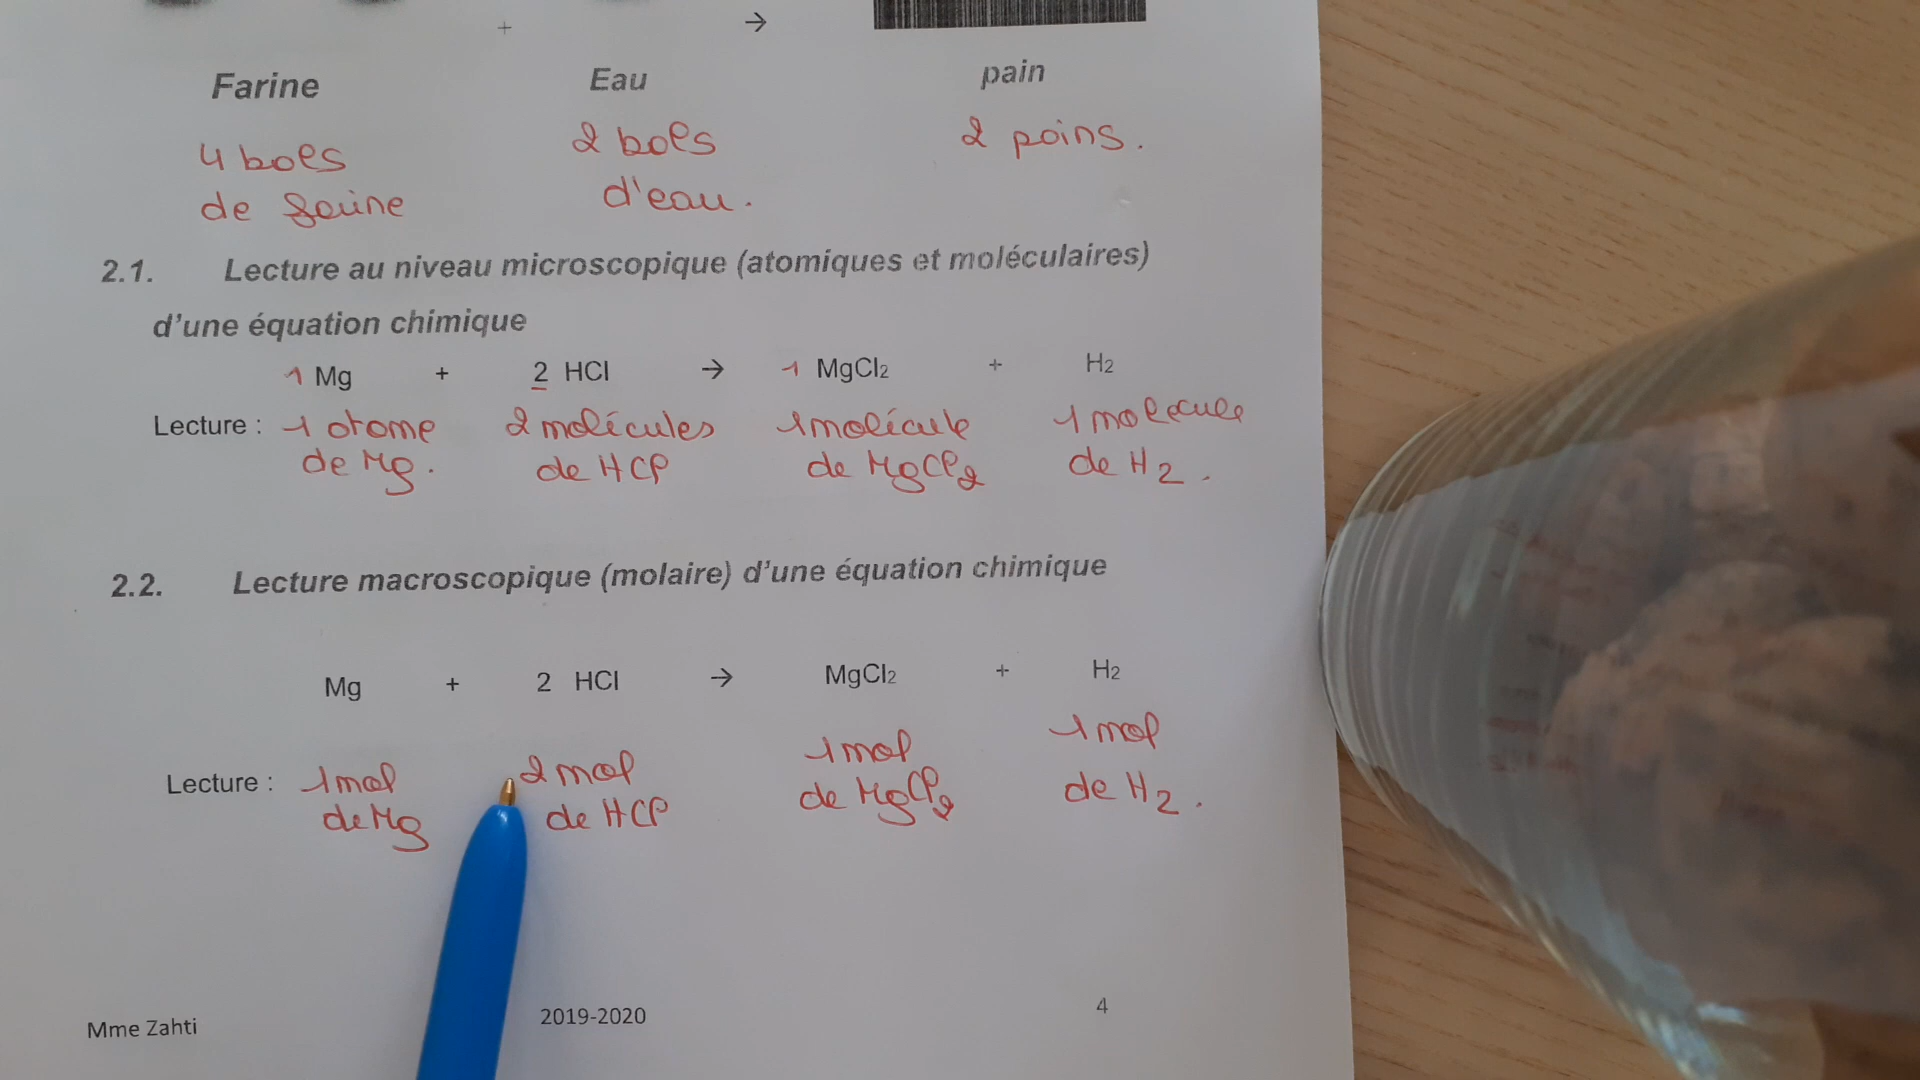 + →
Farine Eau pain
4 bols 2 bols 2 pains.
de farine d'eau.
2.1. Lecture au niveau microscopique (atomiques et moléculaires)
d'une équation chimique
1 Mg + 2 HCl → 1 MgCl2 + H2
Lecture : 1 atome 2 molécules 1 molécule 1 molecule
de Mg. de HCl de MgCl2 de H2.
2.2. Lecture macroscopique (molaire) d'une équation chimique
Mg + 2 HCl → MgCl2 + H2
Lecture : 1 mol 2 mol 1 mol 1 mol
de Mg de HCl de MgCl2 de H2.
Mme Zahti 2019-2020 4